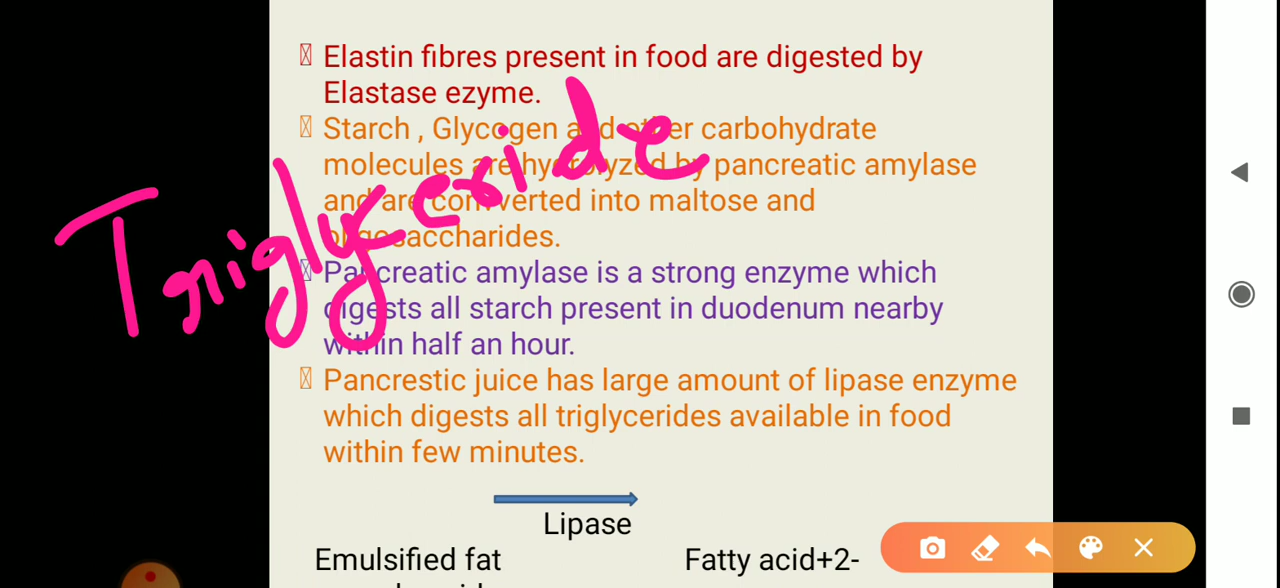 Elastin fibres present in food are digested by
Elastase ezyme.
Starch , Glycogen and other carbohydrate
molecules are hydrolyzed by pancreatic amylase
and are converted into maltose and
oligosaccharides.
Triglyceride
Pancreatic amylase is a strong enzyme which
digests all starch present in duodenum nearby
within half an hour.
Pancrestic juice has large amount of lipase enzyme
which digests all triglycerides available in food
within few minutes.
Lipase
Emulsified fat Fatty acid+2-